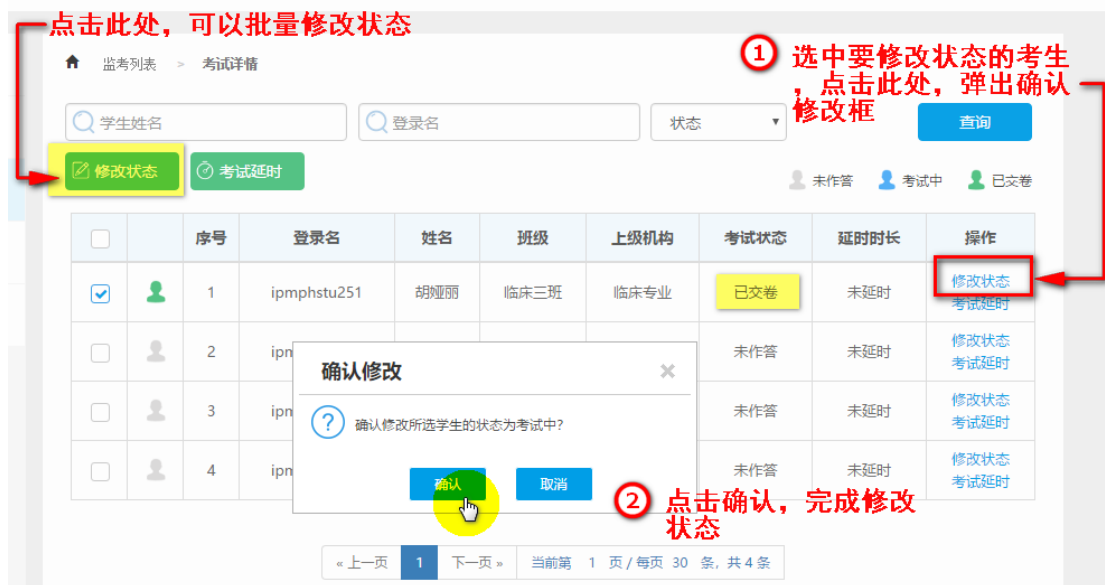 点击此处，可以批量修改状态
监考列表 > 考试详情
① 选中要修改状态的考生
，点击此处，弹出确认
修改框
学生姓名 登录名 状态 查询
修改状态 考试延时
未作答 考试中 已交卷
序号 登录名 姓名 班级 上级机构 考试状态 延时时长 操作
1 ipmphstu251 胡娅丽 临床三班 临床专业 已交卷 未延时 修改状态
考试延时
2 ipm 未作答 未延时 修改状态
考试延时
确认修改 ×
3 ipm 未作答 未延时 修改状态
考试延时
? 确认修改所选学生的状态为考试中?
4 ipm 未作答 未延时 修改状态
考试延时
确认 取消
② 点击确认，完成修改
状态
« 上一页 1 下一页 » 当前第 1 页 / 每页 30 条, 共 4 条